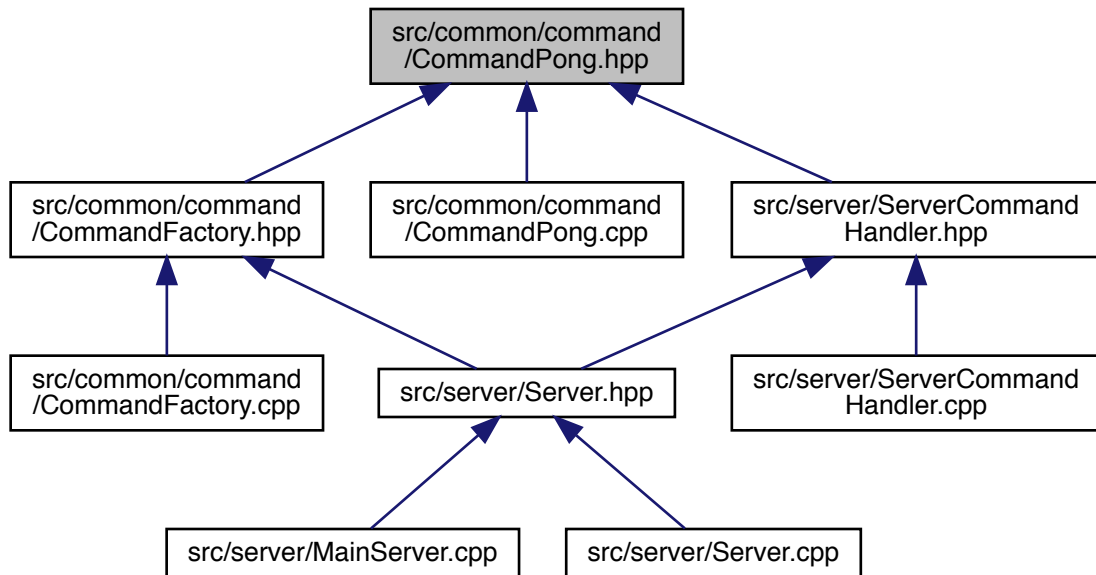 src/common/command
/CommandPong.hpp
src/common/command
/CommandFactory.hpp
src/common/command
/CommandPong.cpp
src/server/ServerCommand
Handler.hpp
src/common/command
/CommandFactory.cpp
src/server/Server.hpp
src/server/ServerCommand
Handler.cpp
src/server/MainServer.cpp
src/server/Server.cpp